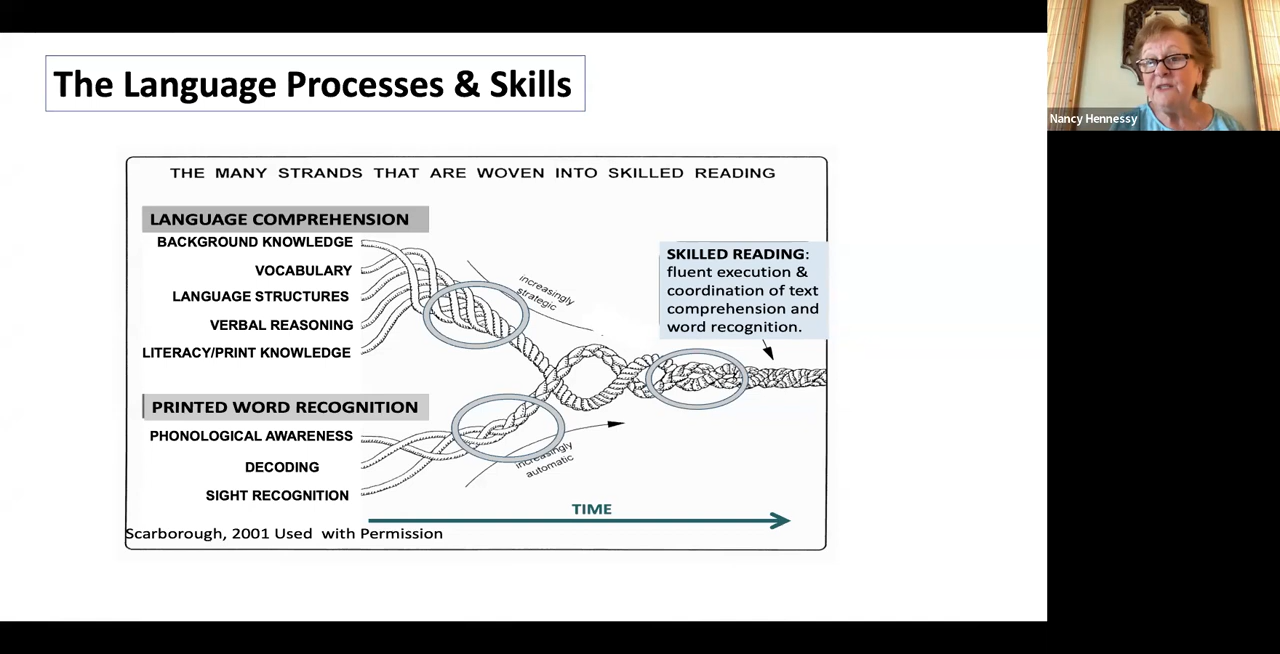 The Language Processes & Skills
Nancy Hennessy
THE MANY STRANDS THAT ARE WOVEN INTO SKILLED READING
LANGUAGE COMPREHENSION
BACKGROUND KNOWLEDGE
VOCABULARY
LANGUAGE STRUCTURES
VERBAL REASONING
LITERACY/PRINT KNOWLEDGE
increasingly
strategic
SKILLED READING:
fluent execution &
coordination of text
comprehension and
word recognition.
PRINTED WORD RECOGNITION
PHONOLOGICAL AWARENESS
DECODING
SIGHT RECOGNITION
increasingly
automatic
TIME
Scarborough, 2001 Used with Permission